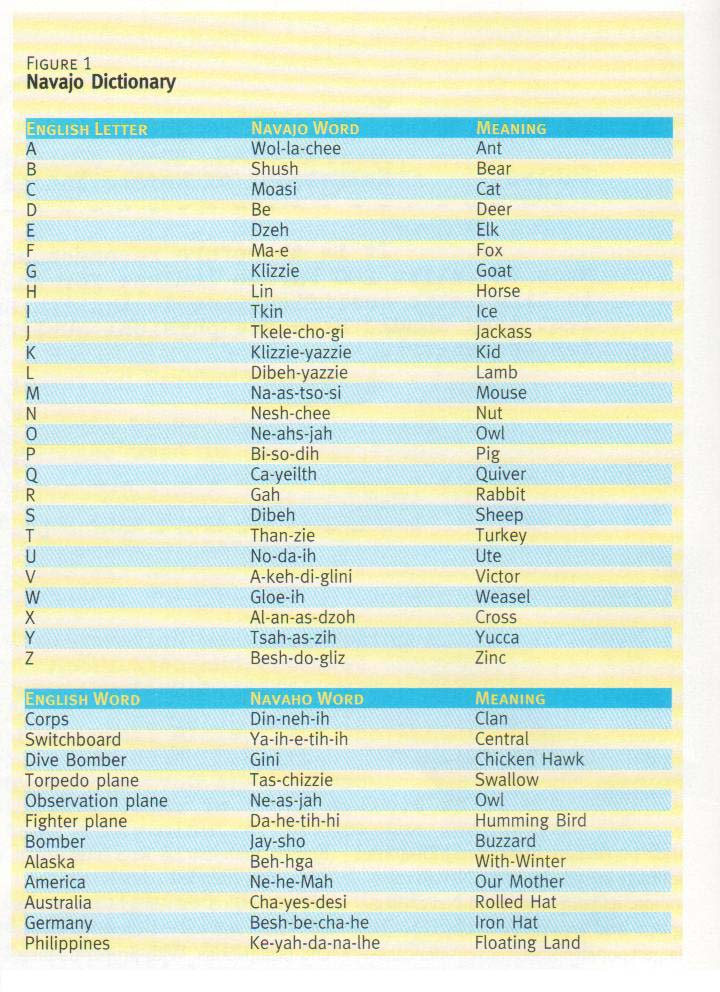 FIGURE 1
Navajo Dictionary
ENGLISH LETTER NAVAJO WORD MEANING
A Wol-la-chee Ant
B Shush Bear
C Moasi Cat
D Be Deer
E Dzeh Elk
F Ma-e Fox
G Klizzie Goat
H Lin Horse
I Tkin Ice
J Tkele-cho-gi Jackass
K Klizzie-yazzie Kid
L Dibeh-yazzie Lamb
M Na-as-tso-si Mouse
N Nesh-chee Nut
O Ne-ahs-jah Owl
P Bi-so-dih Pig
Q Ca-yeilth Quiver
R Gah Rabbit
S Dibeh Sheep
T Than-zie Turkey
U No-da-ih Ute
V A-keh-di-glini Victor
W Gloe-ih Weasel
X Al-an-as-dzoh Cross
Y Tsah-as-zih Yucca
Z Besh-do-gliz Zinc
ENGLISH WORD NAVAHO WORD MEANING
Corps Din-neh-ih Clan
Switchboard Ya-ih-e-tih-ih Central
Dive Bomber Gini Chicken Hawk
Torpedo plane Tas-chizzie Swallow
Observation plane Ne-as-jah Owl
Fighter plane Da-he-tih-hi Humming Bird
Bomber Jay-sho Buzzard
Alaska Beh-hga With-Winter
America Ne-he-Mah Our Mother
Australia Cha-yes-desi Rolled Hat
Germany Besh-be-cha-he Iron Hat
Philippines Ke-yah-da-na-lhe Floating Land